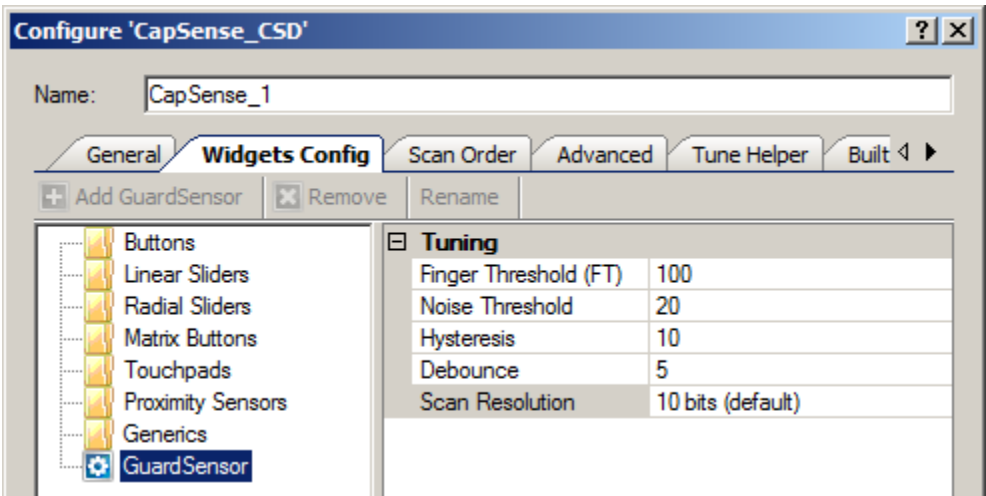 Configure 'CapSense_CSD'
Name: CapSense_1
General Widgets Config Scan Order Advanced Tune Helper Built
Add GuardSensor Remove Rename
Buttons
Linear Sliders
Radial Sliders
Matrix Buttons
Touchpads
Proximity Sensors
Generics
GuardSensor
Tuning
Finger Threshold (FT) 100
Noise Threshold 20
Hysteresis 10
Debounce 5
Scan Resolution 10 bits (default)